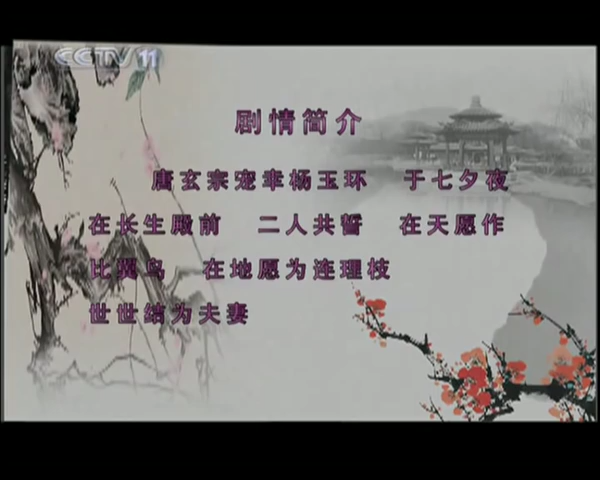 CCTV 11
剧情简介
唐玄宗宠幸杨玉环 于七夕夜
在长生殿前 二人共誓 在天愿作
比翼鸟 在地愿为连理枝
世世结为夫妻